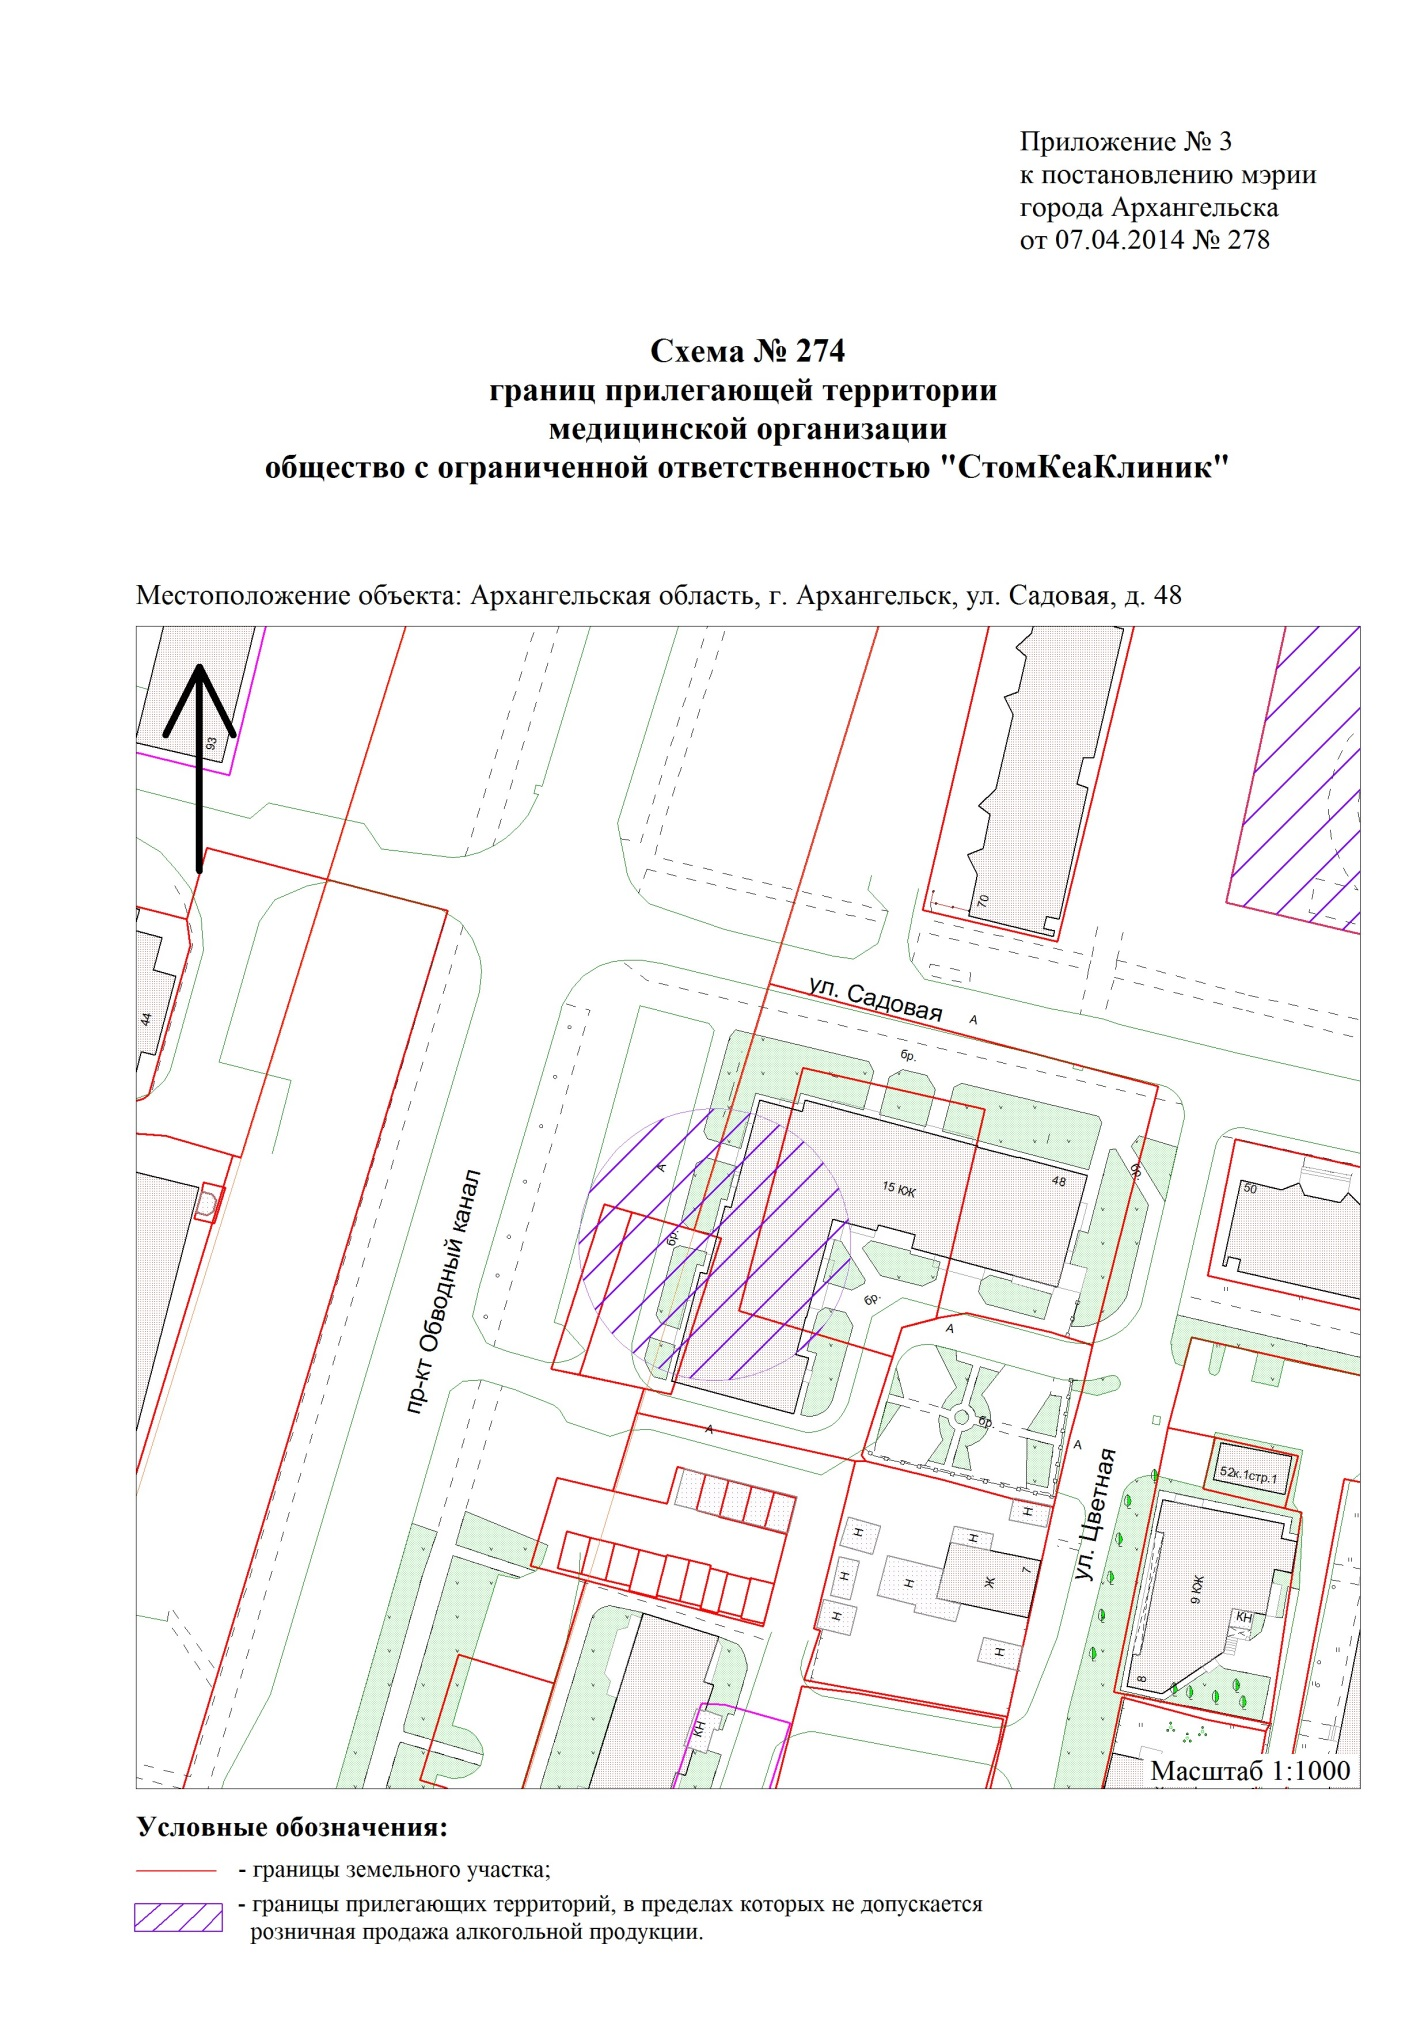 Приложение № 3
к постановлению мэрии
города Архангельска
от 07.04.2014 № 278
Схема № 274
границ прилегающей территории
медицинской организации
общество с ограниченной ответственностью "СтомКеаКлиник"
Местоположение объекта: Архангельская область, г. Архангельск, ул. Садовая, д. 48
93
70
44
ул. Садовая
А
бр.
А
15 КЖ
48
бр.
50
бр.
бр.
А
пр-кт Обводный канал
бр.
А
А
52к.1стр.1
ул. Цветная
Н
Н
Н
Н
Н
Ж
7
Н
Н
9 КЖ
КН
8
КН
Масштаб 1:1000
Условные обозначения:
- границы земельного участка;
- границы прилегающих территорий, в пределах которых не допускается
розничная продажа алкогольной продукции.